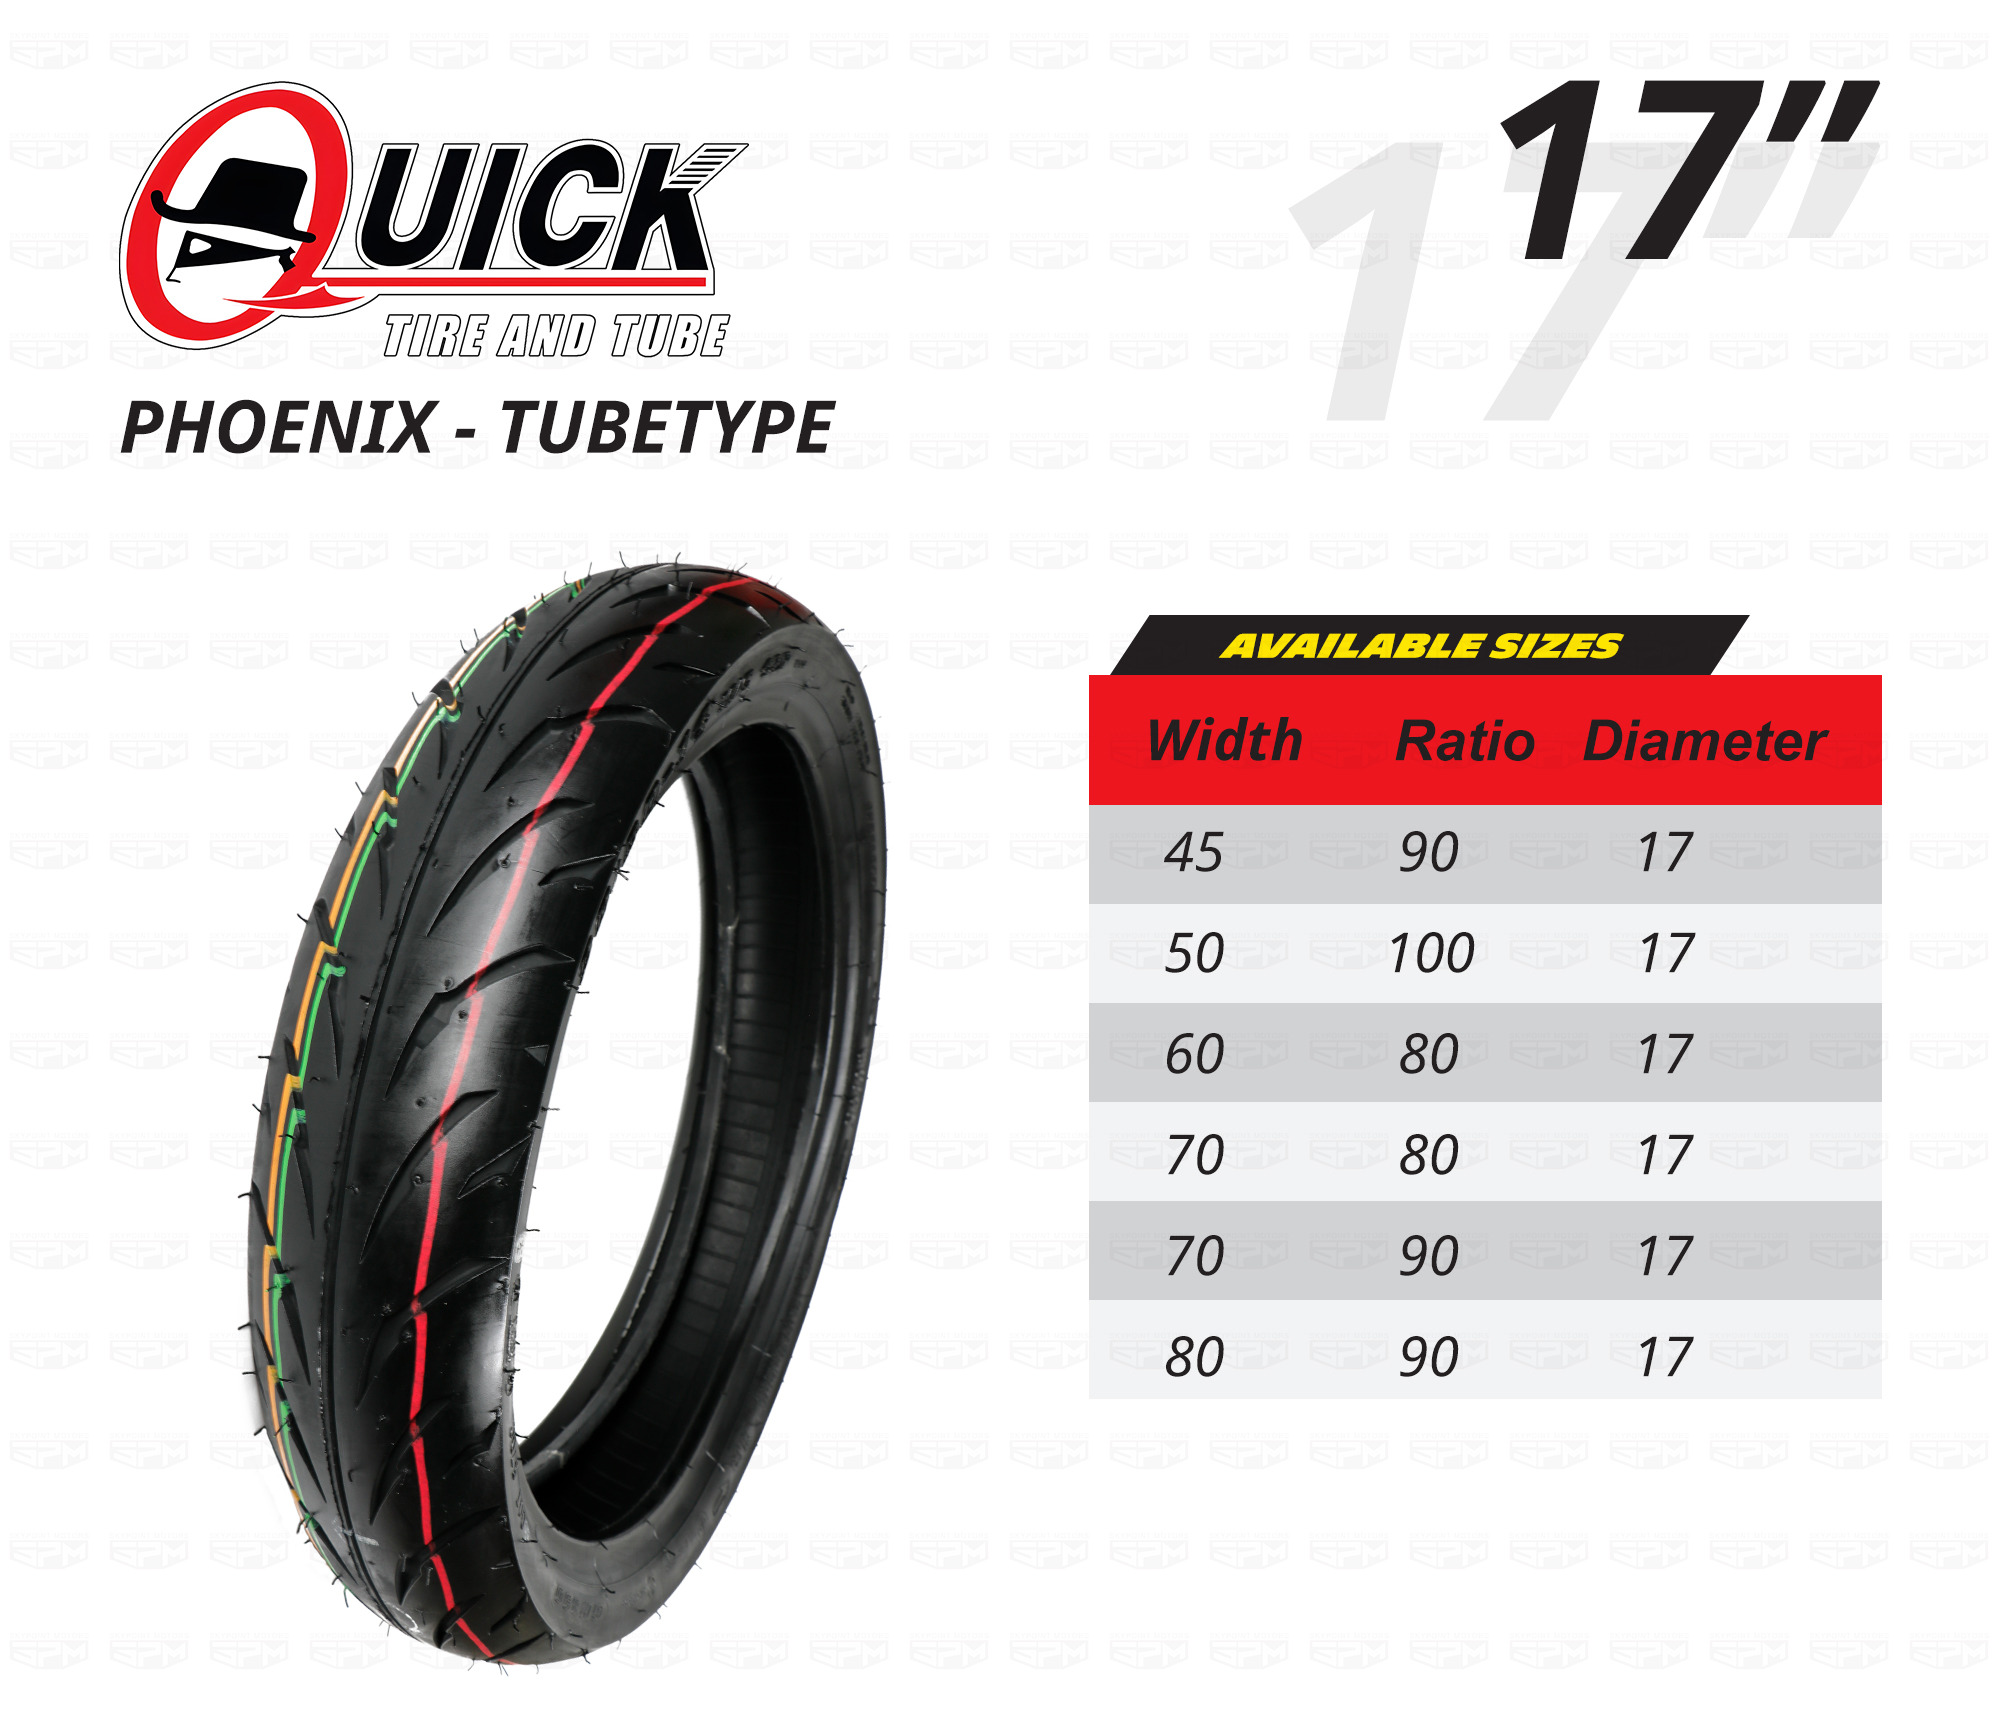 QUICK
TIRE AND TUBE
PHOENIX - TUBETYPE
17"
17"
AVAILABLE SIZES
Width Ratio Diameter
45 90 17
50 100 17
60 80 17
70 80 17
70 90 17
80 90 17